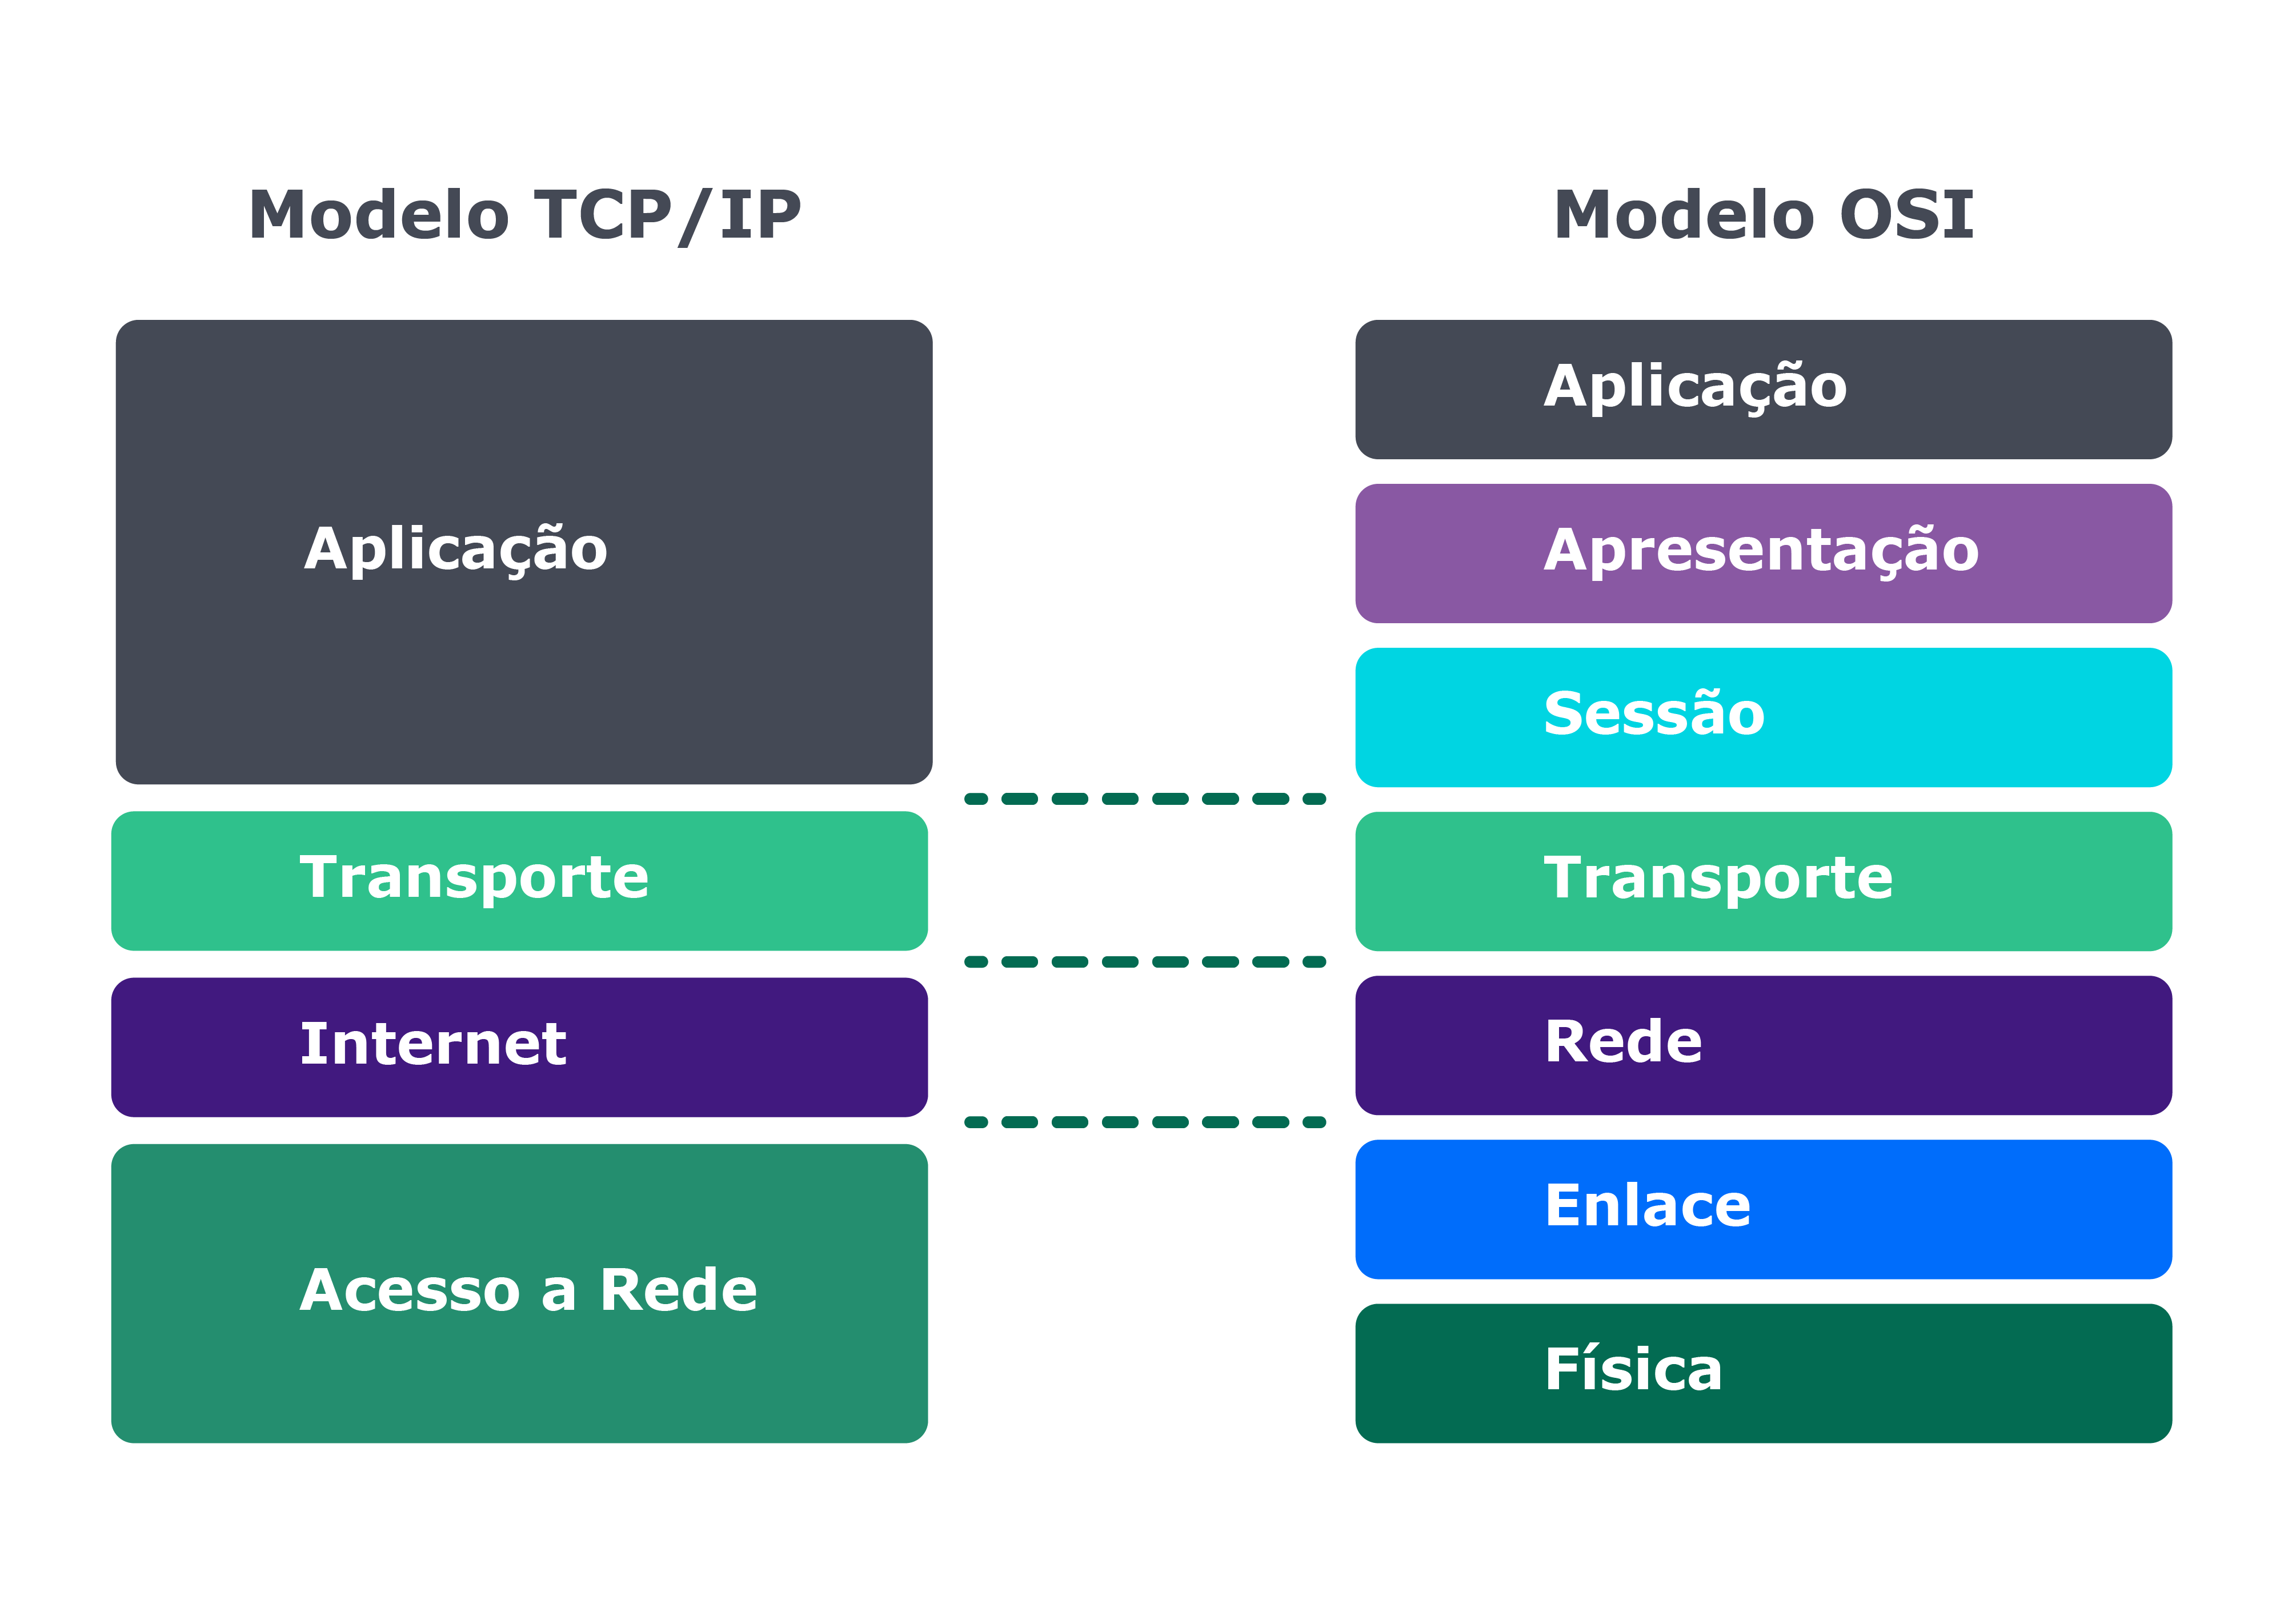 Modelo TCP/IP
Aplicação
Transporte
Internet
Acesso a Rede
Modelo OSI
Aplicação
Apresentação
Sessão
Transporte
Rede
Enlace
Física